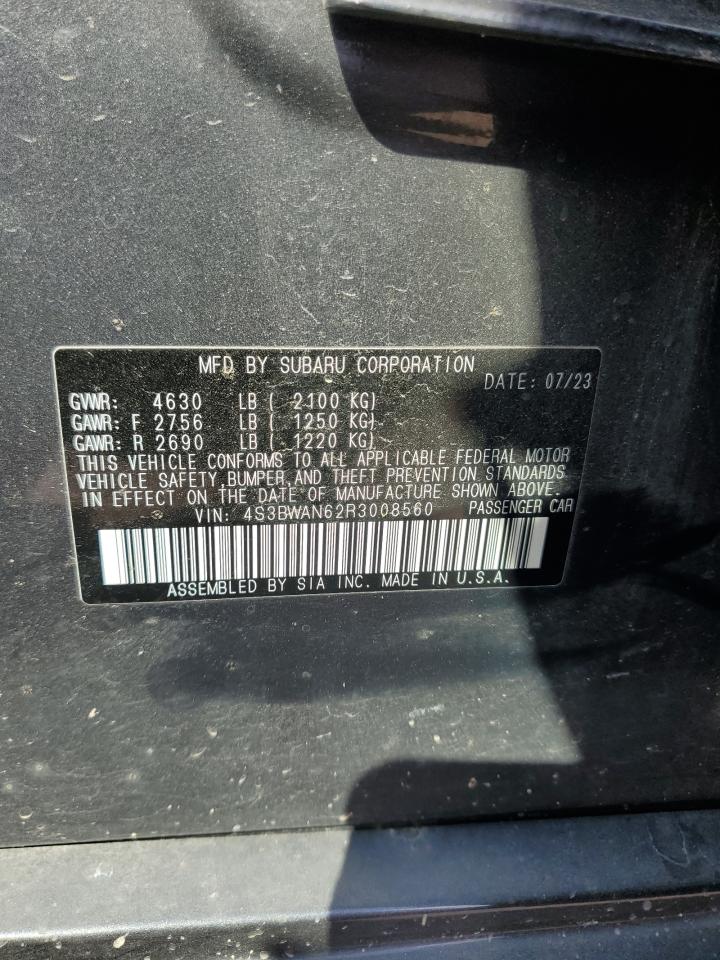 MFD BY SUBARU CORPORATION
DATE: 07/23
GVWR: 4630 LB ( 2100 KG)
GAWR: F 2756 LB ( 1250 KG)
GAWR: R 2690 LB ( 1220 KG)
THIS VEHICLE CONFORMS TO ALL APPLICABLE FEDERAL MOTOR
VEHICLE SAFETY, BUMPER, AND THEFT PREVENTION STANDARDS
IN EFFECT ON THE DATE OF MANUFACTURE SHOWN ABOVE.
VIN: 4S3BWAN62R3008560 PASSENGER CAR
ASSEMBLED BY SIA INC. MADE IN U.S.A.